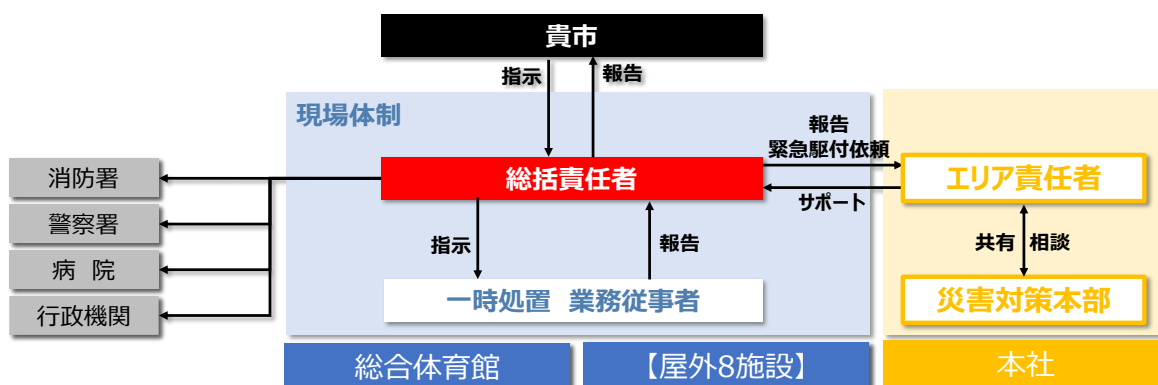 貴市
指示
報告
現場体制
報告
緊急駆付依頼
消防署
総括責任者
エリア責任者
警察署
サポート
指示
報告
共有
相談
病 院
一時処置 業務従事者
災害対策本部
行政機関
総合体育館
【屋外8施設】
本社